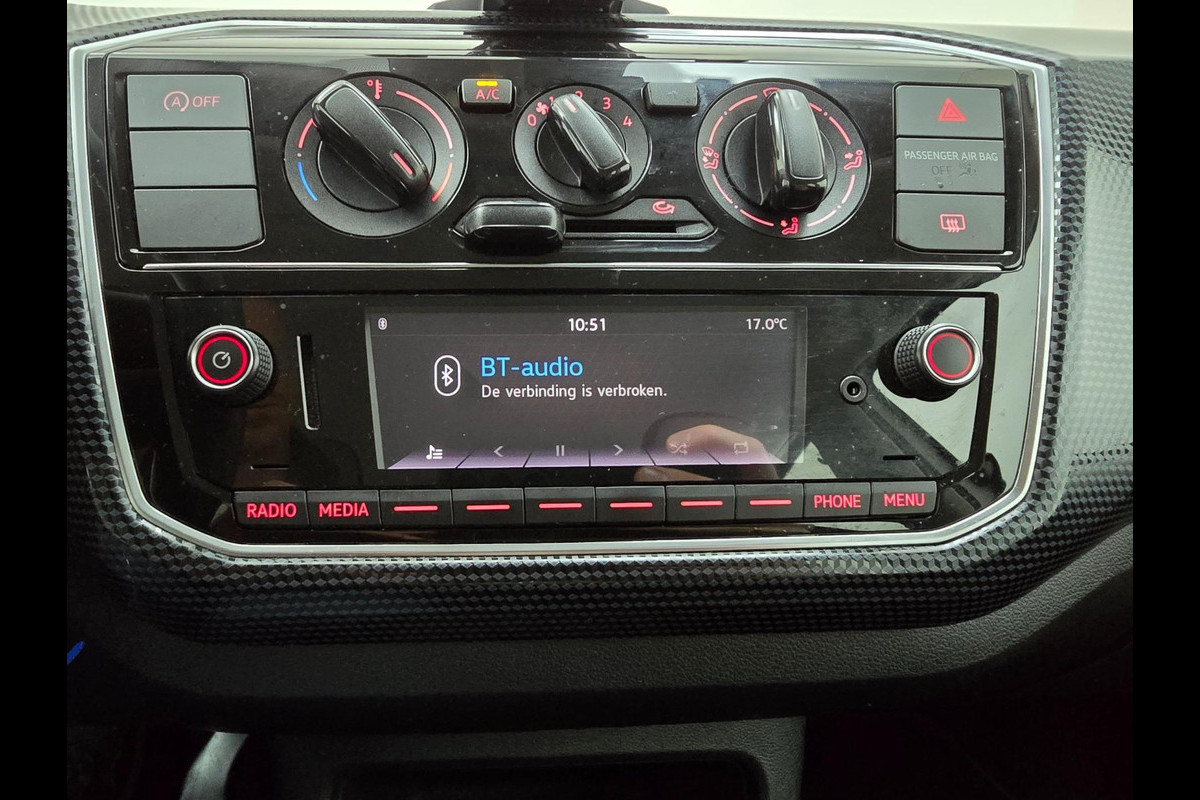 A OFF
A/C
0 1 2 3 4
PASSENGER AIR BAG
OFF
10:51 17.0°C
BT-audio
De verbinding is verbroken.
RADIO MEDIA PHONE MENU